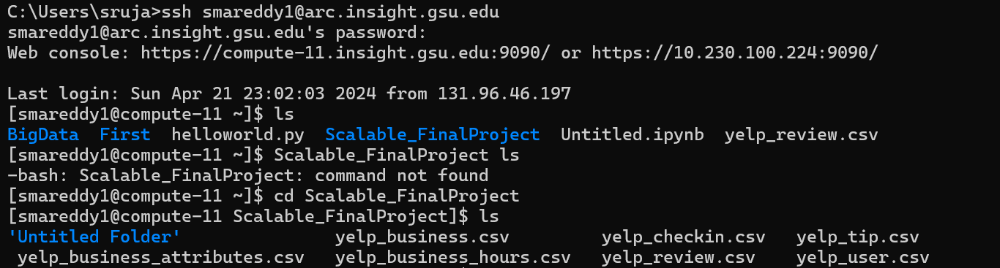 C:\Users\sruja>ssh smareddy1@arc.insight.gsu.edu
smareddy1@arc.insight.gsu.edu's password:
Web console: https://compute-11.insight.gsu.edu:9090/ or https://10.230.100.224:9090/
Last login: Sun Apr 21 23:02:03 2024 from 131.96.46.197
[smareddy1@compute-11 ~]$ ls
BigData  First  helloworld.py  Scalable_FinalProject  Untitled.ipynb  yelp_review.csv
[smareddy1@compute-11 ~]$ Scalable_FinalProject ls
-bash: Scalable_FinalProject: command not found
[smareddy1@compute-11 ~]$ cd Scalable_FinalProject
[smareddy1@compute-11 Scalable_FinalProject]$ ls
'Untitled Folder'               yelp_business.csv         yelp_checkin.csv   yelp_tip.csv
 yelp_business_attributes.csv   yelp_business_hours.csv   yelp_review.csv    yelp_user.csv